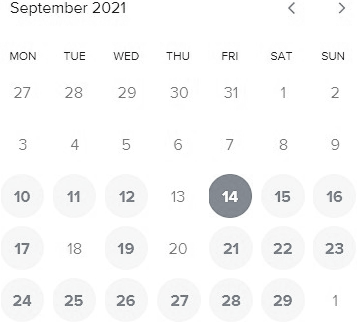 September 2021
MON TUE WED THU FRI SAT SUN
27 28 29 30 31 1 2
3 4 5 6 7 8 9
10 11 12 13 14 15 16
17 18 19 20 21 22 23
24 25 26 27 28 29 1